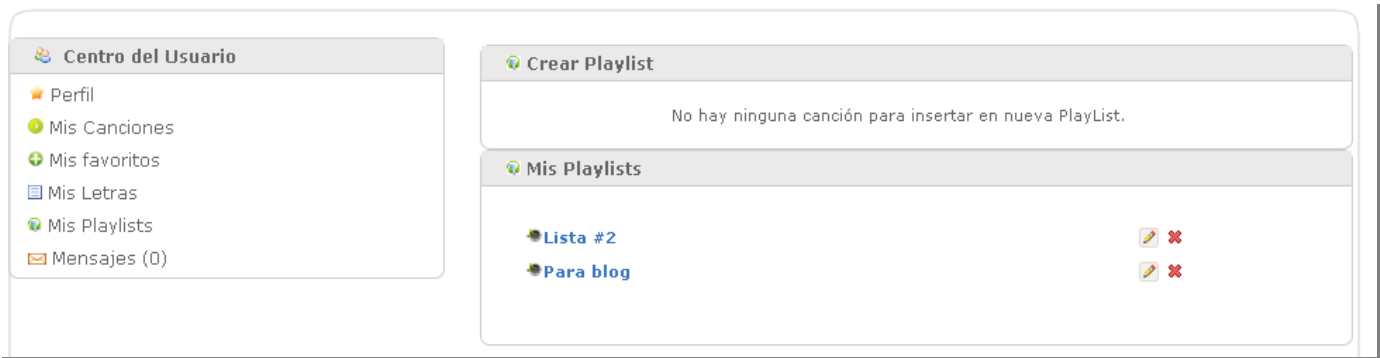 Centro del Usuario
Perfil
Mis Canciones
Mis favoritos
Mis Letras
Mis Playlists
Mensajes (0)
Crear Playlist
No hay ninguna canción para insertar en nueva PlayList.
Mis Playlists
Lista #2
Para blog